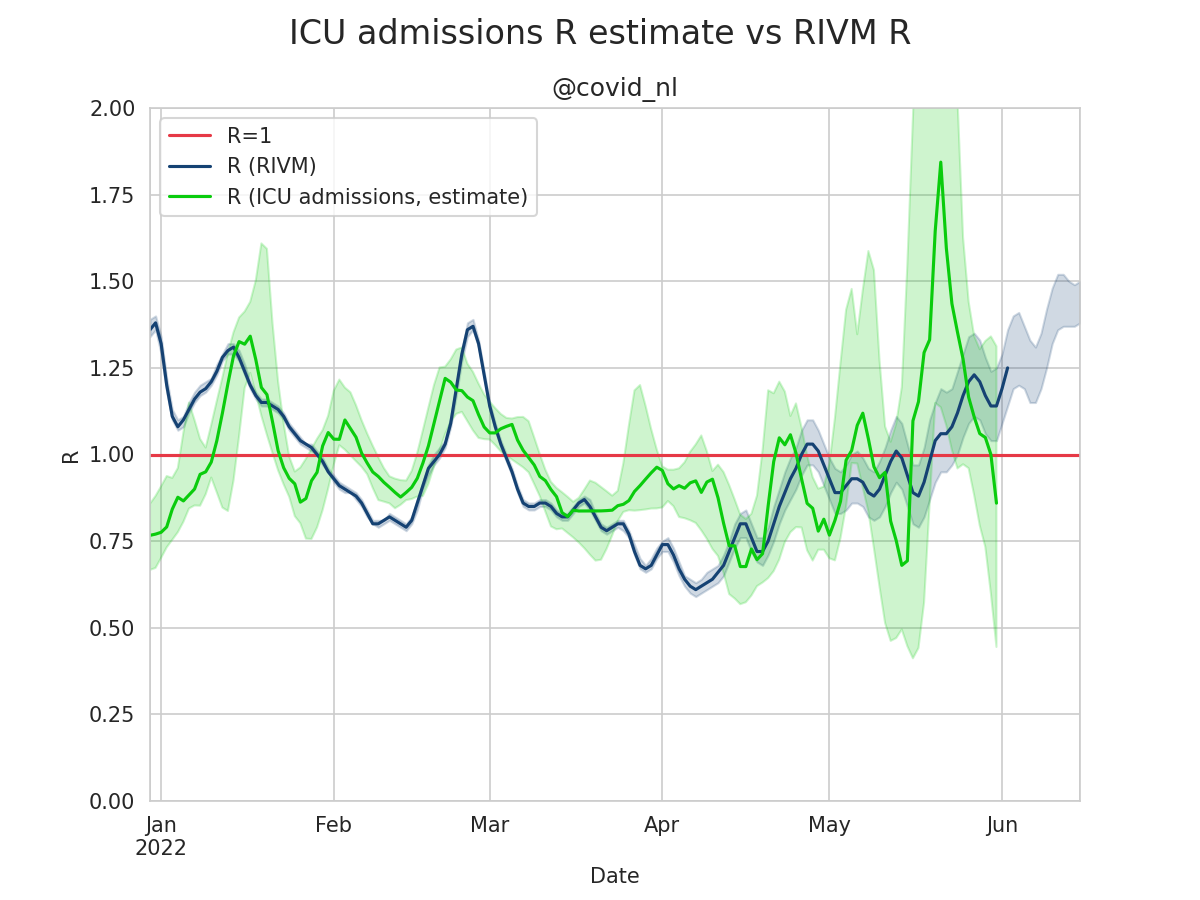 ICU admissions R estimate vs RIVM R
@covid_nl
R=1
R (RIVM)
R (ICU admissions, estimate)
2.00
1.75
1.50
1.25
1.00
0.75
0.50
0.25
0.00
R
Jan Feb Mar Apr May Jun
2022
Date